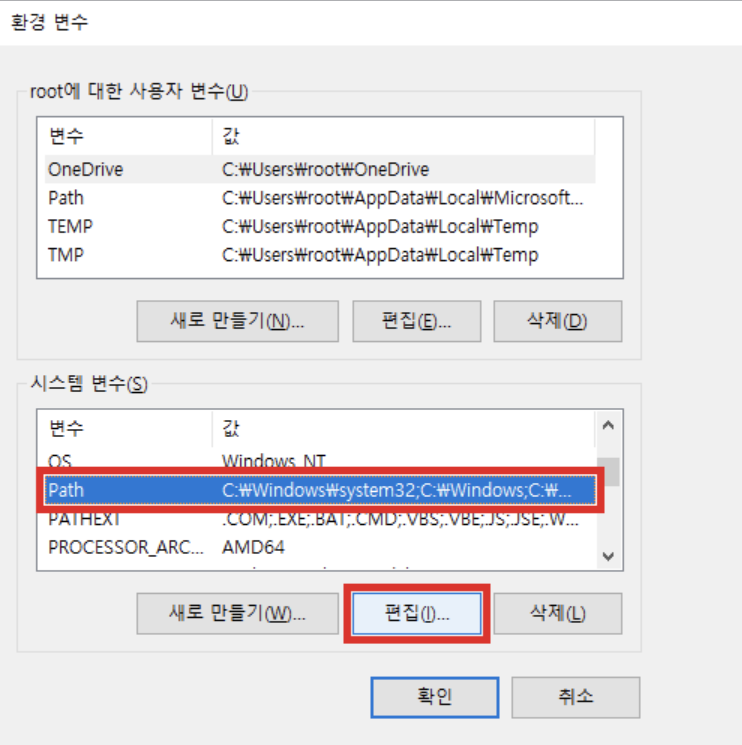 환경 변수
root에 대한 사용자 변수(U)
변수 값
OneDrive C:₩Users₩root₩OneDrive
Path C:₩Users₩root₩AppData₩Local₩Microsoft...
TEMP C:₩Users₩root₩AppData₩Local₩Temp
TMP C:₩Users₩root₩AppData₩Local₩Temp
새로 만들기(N)... 편집(E)... 삭제(D)
시스템 변수(S)
변수 값
OS Windows_NT
Path C:₩Windows₩system32;C:₩Windows;C:₩...
PATHEXT .COM;.EXE;.BAT;.CMD;.VBS;.VBE;.JS;.JSE;.W...
PROCESSOR_ARC... AMD64
새로 만들기(W)... 편집(I)... 삭제(L)
확인 취소